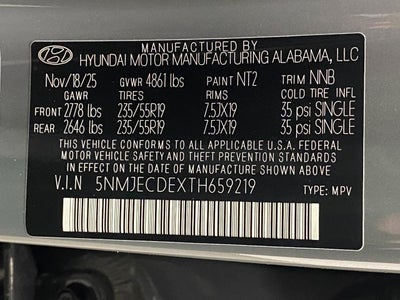 MANUFACTURED BY
HYUNDAI MOTOR MANUFACTURING ALABAMA, LLC
Nov/18/25 GVWR 4861 lbs PAINT NT2 TRIM NNB
GAWR TIRES RIMS COLD TIRE INFL
FRONT 2778 lbs 235/55R19 7.5JX19 35 psi SINGLE
REAR 2646 lbs 235/55R19 7.5JX19 35 psi SINGLE
THIS VEHICLE CONFORMS TO ALL APPLICABLE U.S.A. FEDERAL
MOTOR VEHICLE SAFETY, BUMPER, AND THEFT PREVENTION
STANDARDS IN EFFECT ON THE DATE OF MANUFACTURE SHOWN ABOVE.
V.I.N 5NMJECDEXTH659219 TYPE: MPV